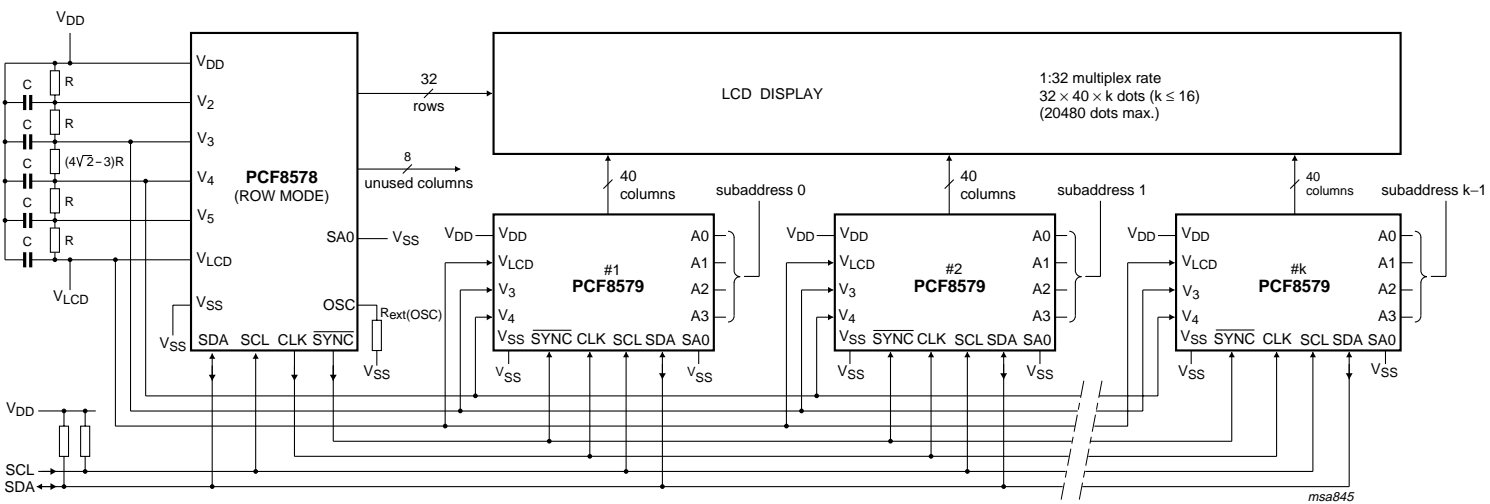 VDD
C
R
C
R
C
(4√2−3)R
C
R
C
R
VLCD
VDD
V2
V3
V4
V5
VLCD
VSS
VSS
PCF8578
(ROW MODE)
SA0
VSS
OSC
Rext(OSC)
VSS
SDA SCL CLK SYNC
32
rows
8
unused columns
LCD DISPLAY
1:32 multiplex rate
32 × 40 × k dots (k ≤ 16)
(20480 dots max.)
40
columns
subaddress 0
40
columns
subaddress 1
40
columns
subaddress k−1
VDD
VDD
VLCD
V3
V4
VSS
SYNC CLK SCL SDA SA0
#1
PCF8579
A0
A1
A2
A3
VSS
VSS
VDD
VDD
VLCD
V3
V4
VSS
SYNC CLK SCL SDA SA0
#2
PCF8579
A0
A1
A2
A3
VSS
VSS
VDD
VDD
VLCD
V3
V4
VSS
SYNC CLK SCL SDA SA0
#k
PCF8579
A0
A1
A2
A3
VSS
VSS
VDD
SCL
SDA
msa845